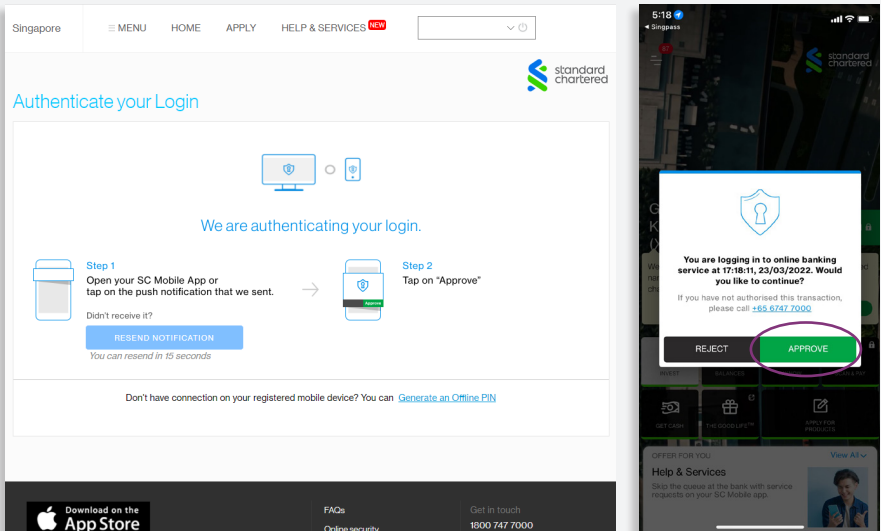 Singapore
MENU
HOME
APPLY
HELP & SERVICES NEW
standard
chartered
Authenticate your Login
We are authenticating your login.
Step 1
Open your SC Mobile App or
tap on the push notification that we sent.
Didn't receive it?
RESEND NOTIFICATION
You can resend in 15 seconds
Approve
Step 2
Tap on "Approve"
Don't have connection on your registered mobile device? You can Generate an Offline PIN
Download on the
App Store
FAQs
Online security
Get in touch
1800 747 7000
5:18
Singpass
67
standard
chartered
You are logging in to online banking
service at 17:18:11, 23/03/2022. Would
you like to continue?
If you have not authorised this transaction,
please call +65 6747 7000
REJECT
APPROVE
INVEST
BALANCES
GET CASH
THE GOOD LIFE™
APPLY FOR
PRODUCTS
OFFER FOR YOU
View All
Help & Services
Skip the queue at the bank with service
requests on your SC Mobile app.